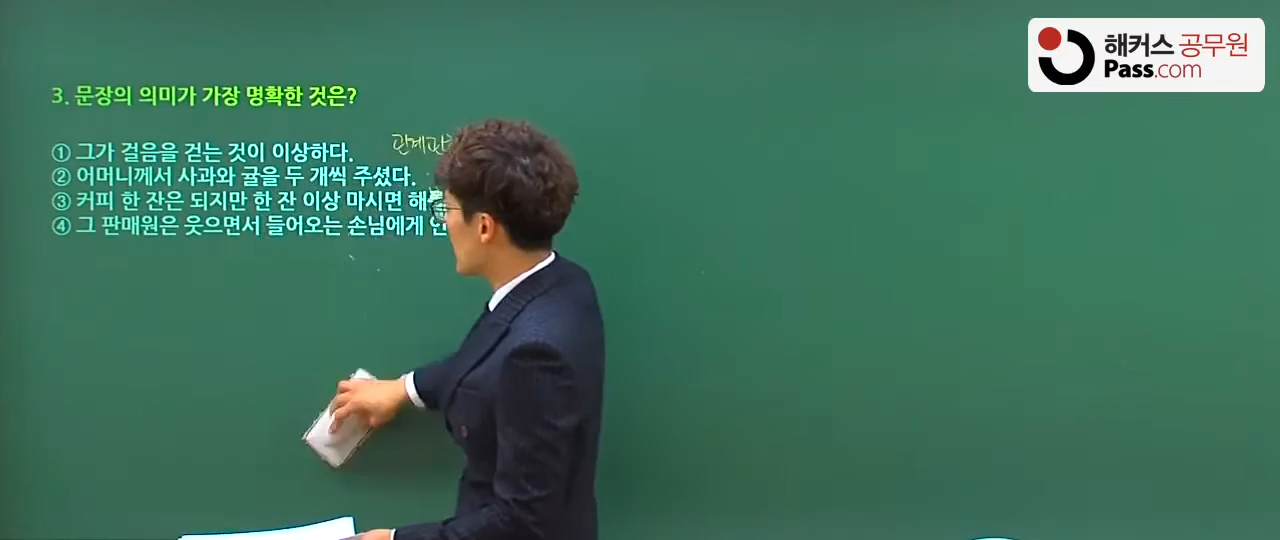 해커스 공무원
Pass.com
3. 문장의 의미가 가장 명확한 것은?
① 그가 걸음을 걷는 것이 이상하다.
② 어머니께서 사과와 귤을 두 개씩 주셨다.
③ 커피 한 잔은 되지만 한 잔 이상 마시면
④ 그 판매원은 웃으면서 들어오는 손님에게